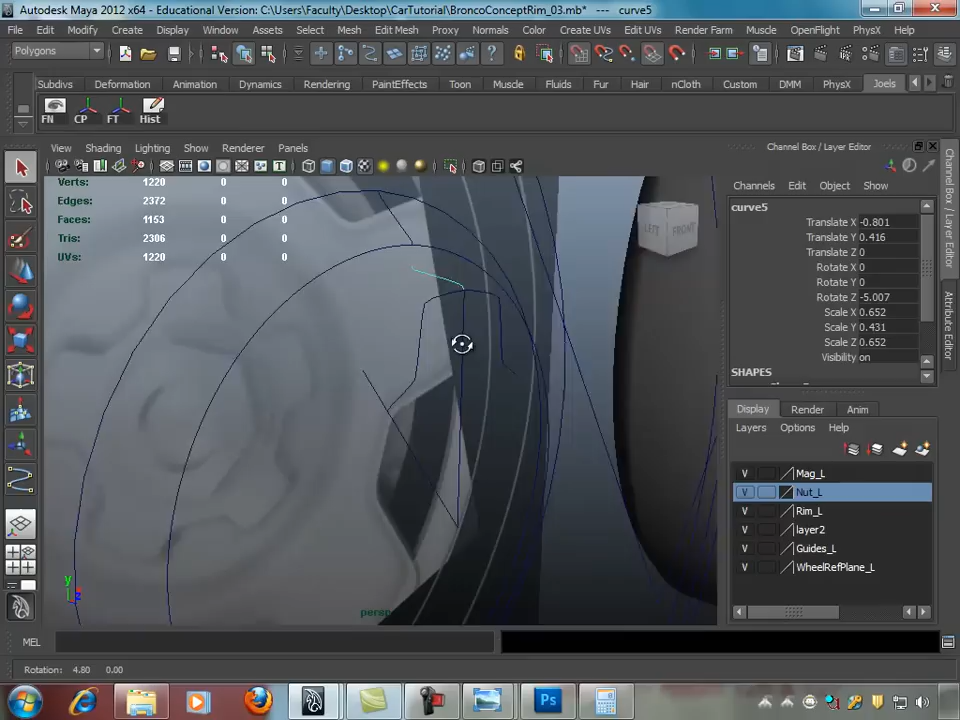 Autodesk Maya 2012 x64 - Educational Version: C:\Users\Faculty\Desktop\CarTutorial\BroncoConceptRim_03.mb* --- curve5
File Edit Modify Create Display Window Assets Select Mesh Edit Mesh Proxy Normals Color Create UVs Edit UVs Render Farm Muscle OpenFlight PhysX Help
Polygons
Subdivs Deformation Animation Dynamics Rendering PaintEffects Toon Muscle Fluids Fur Hair nCloth Custom DMM PhysX Joels
FN CP FT Hist
View Shading Lighting Show Renderer Panels
Channel Box / Layer Editor
Verts: 1220 0 0
Edges: 2372 0 0
Faces: 1153 0 0
Tris: 2306 0 0
UVs: 1220 0 0
LEFT FRONT
Channels Edit Object Show
curve5
Translate X -0.801
Translate Y 0.416
Translate Z 0
Rotate X 0
Rotate Y 0
Rotate Z -5.007
Scale X 0.652
Scale Y 0.431
Scale Z 0.652
Visibility on
SHAPES
Channel Box / Layer Editor
Attribute Editor
Display Render Anim
Layers Options Help
V Mag_L
V Nut_L
V Rim_L
V layer2
V Guides_L
V WheelRefPlane_L
y
z
persp
MEL
Rotation: 4.80 0.00
Ps